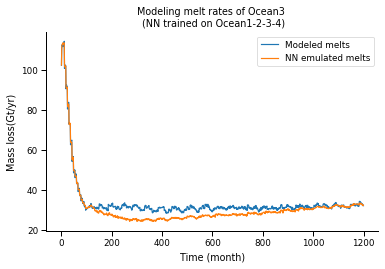 Modeling melt rates of Ocean3
(NN trained on Ocean1-2-3-4)
Modeled melts
NN emulated melts
Mass loss(Gt/yr)
100
80
60
40
20
0
200
400
600
800
1000
1200
Time (month)